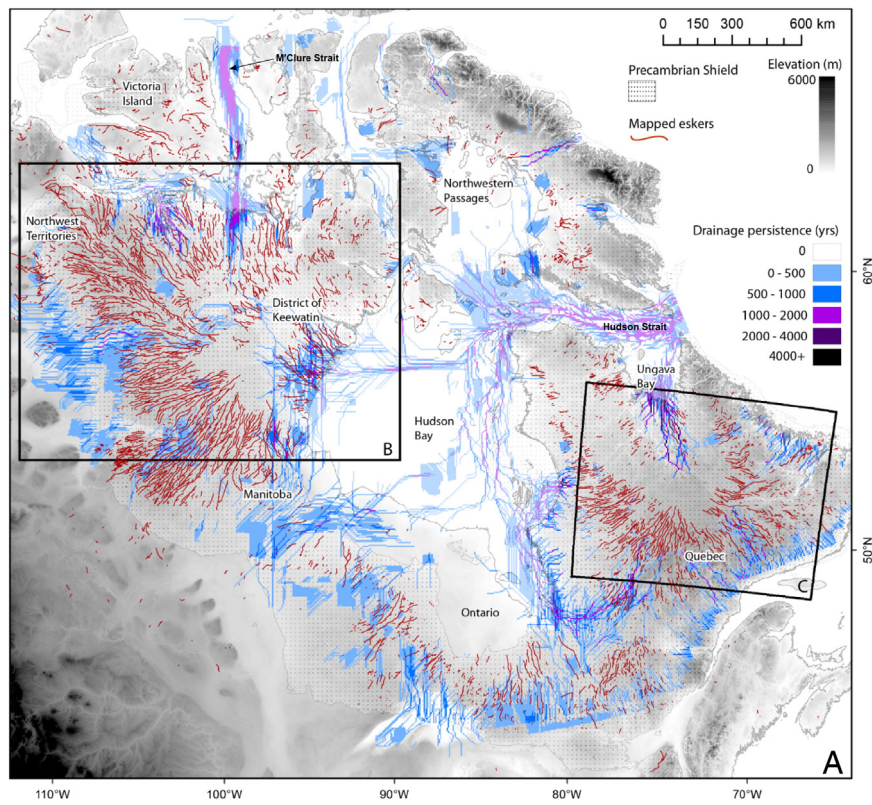 0 150 300 600 km
M'Clure Strait
Precambrian Shield
Elevation (m)
6000
0
Mapped eskers
Victoria
Island
Northwestern
Passages
Northwest
Territories
Drainage persistence (yrs)
0
0 - 500
500 - 1000
1000 - 2000
2000 - 4000
4000+
60°N
District of
Keewatin
Hudson Strait
Ungava
Bay
Hudson
Bay
B
Manitoba
50°N
Quebec
C
Ontario
A
110°W 100°W 90°W 80°W 70°W